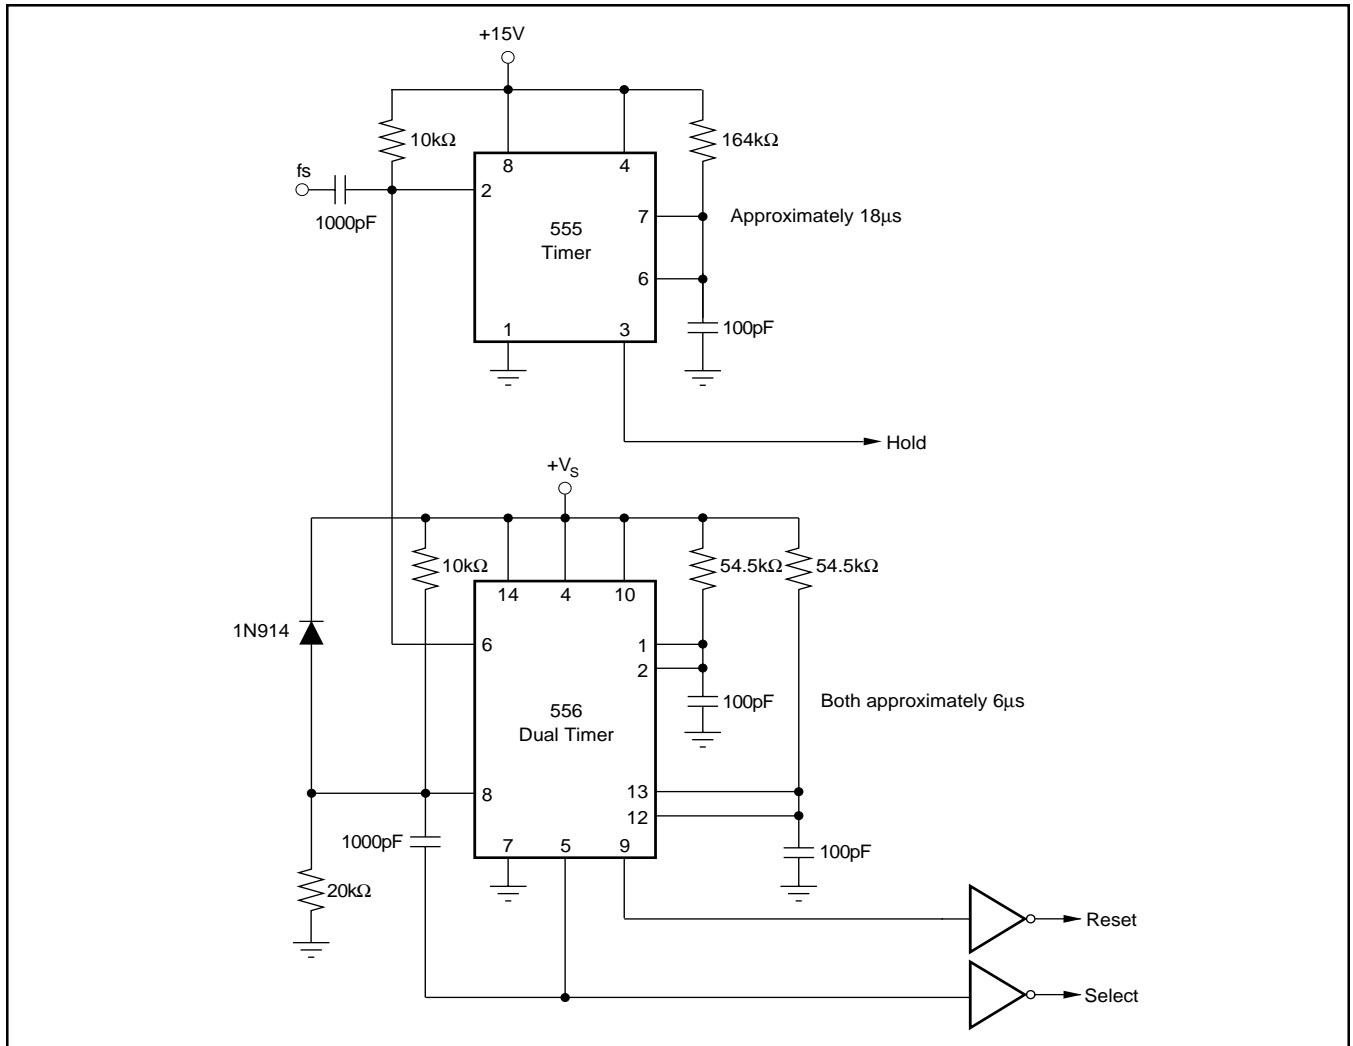 +15V
10kΩ
164kΩ
8
4
fs
2
1000pF
7
Approximately 18µs
555
Timer
6
1
3
100pF
Hold
+VS
10kΩ
54.5kΩ
54.5kΩ
14
4
10
1N914
6
1
2
100pF
Both approximately 6µs
556
Dual Timer
8
13
12
1000pF
7
5
9
100pF
20kΩ
Reset
Select